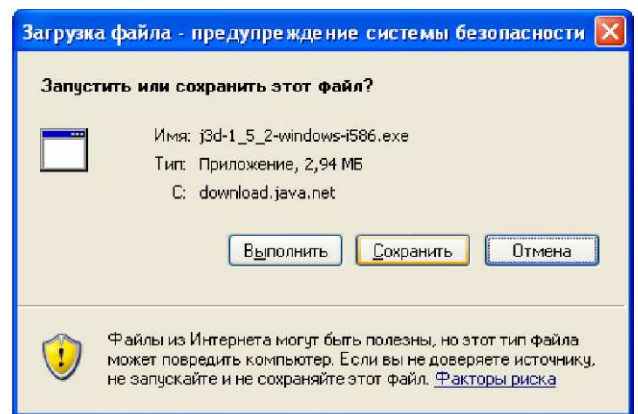 Загрузка файла - предупреждение системы безопасности
Запустить или сохранить этот файл?
Имя: j3d-1_5_2-windows-i586.exe
Тип: Приложение, 2,94 МБ
С: download.java.net
Выполнить Сохранить Отмена
Файлы из Интернета могут быть полезны, но этот тип файла
может повредить компьютер. Если вы не доверяете источнику,
не запускайте и не сохраняйте этот файл. Факторы риска